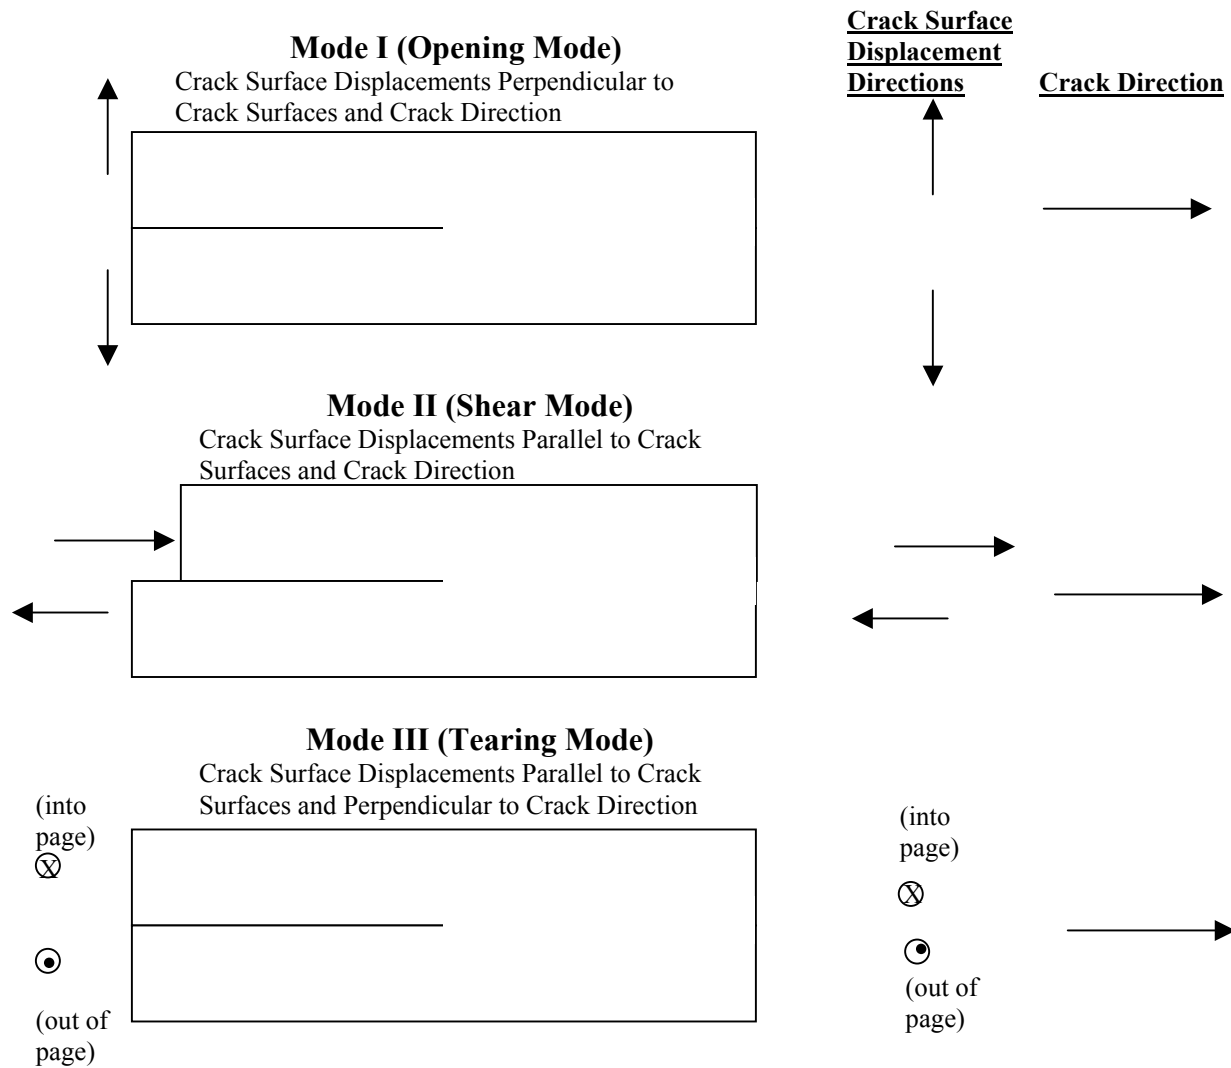 Crack Surface
Displacement
Directions
Crack Direction
Mode I (Opening Mode)
Crack Surface Displacements Perpendicular to
Crack Surfaces and Crack Direction
Mode II (Shear Mode)
Crack Surface Displacements Parallel to Crack
Surfaces and Crack Direction
Mode III (Tearing Mode)
Crack Surface Displacements Parallel to Crack
Surfaces and Perpendicular to Crack Direction
(into
page)
X
(out of
page)
(into
page)
X
(out of
page)